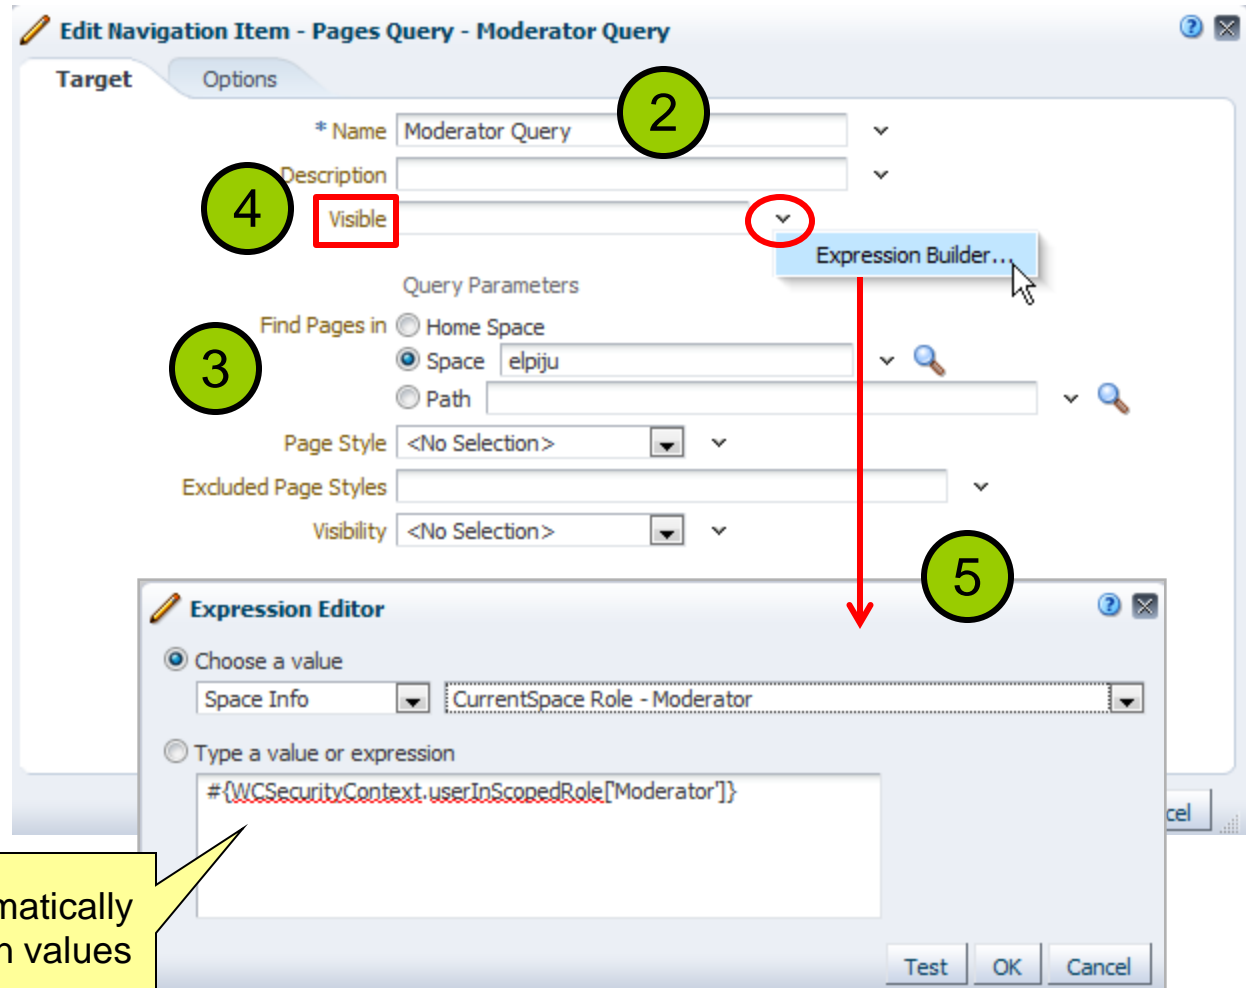 Edit Navigation Item - Pages Query - Moderator Query
Target Options
2
* Name Moderator Query
Description
4
Visible
Expression Builder...
Query Parameters
Find Pages in Home Space
3
Space elpiju
Path
Page Style <No Selection>
Excluded Page Styles
Visibility <No Selection>
5
Expression Editor
Choose a value
Space Info CurrentSpace Role - Moderator
Type a value or expression
#{WCSecurityContext.userInScopedRole['Moderator']}
cel
matically
n values
Test OK Cancel